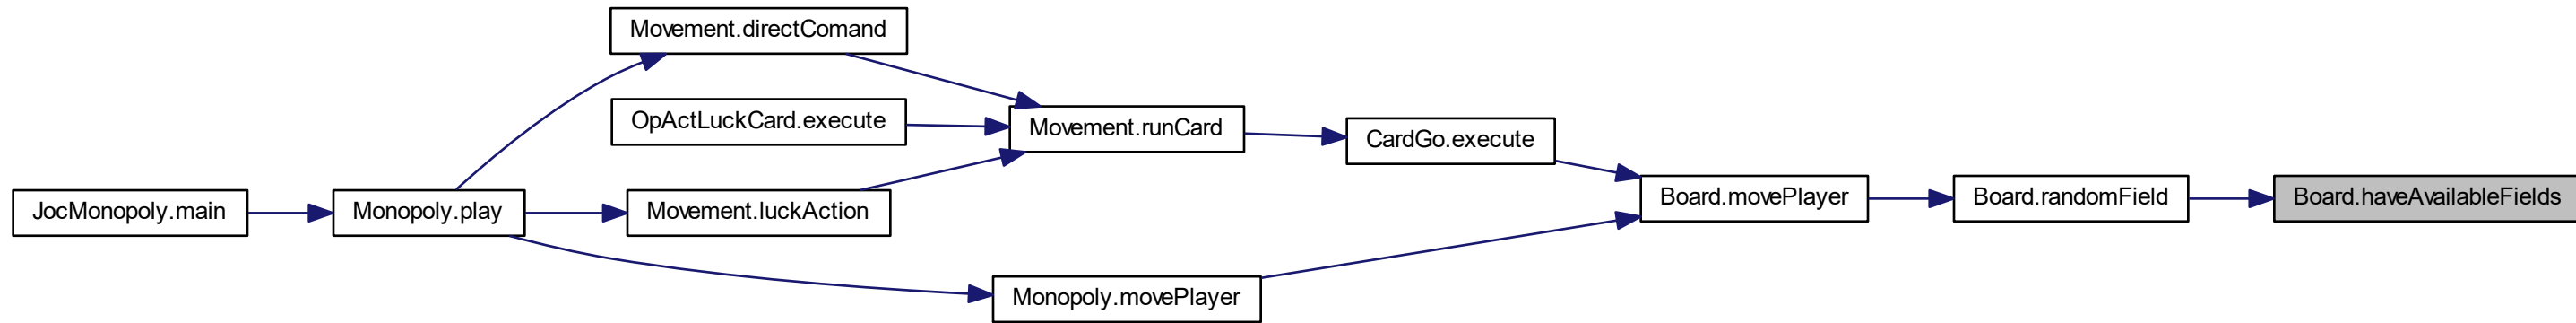 Movement.directComand
OpActLuckCard.execute
Movement.runCard
CardGo.execute
JocMonopoly.main
Monopoly.play
Movement.luckAction
Board.movePlayer
Board.randomField
Board.haveAvailableFields
Monopoly.movePlayer